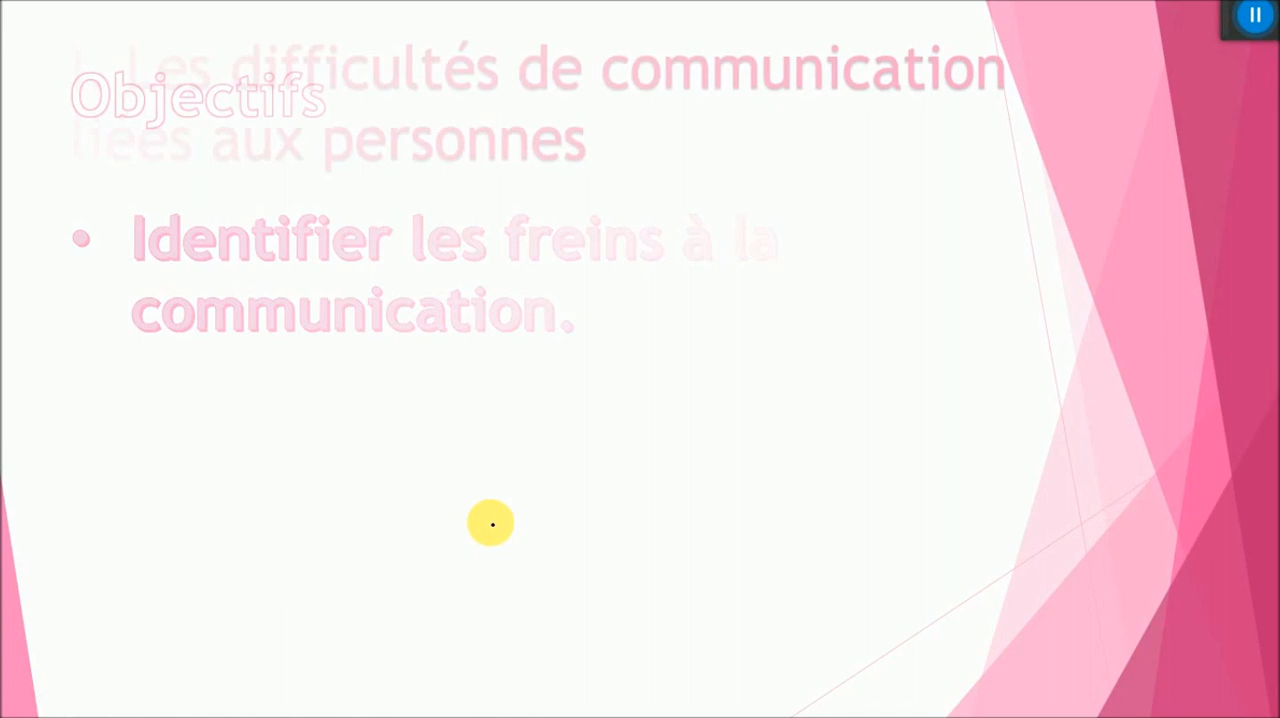 Objectifs
Les difficultés de communication
liées aux personnes
• Identifier les freins à la
communication.